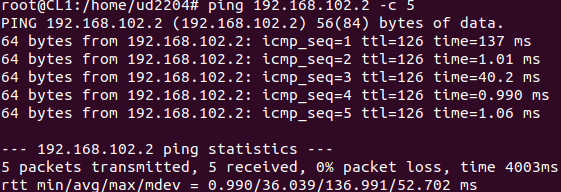 root@CL1:/home/ud2204# ping 192.168.102.2 -c 5
PING 192.168.102.2 (192.168.102.2) 56(84) bytes of data.
64 bytes from 192.168.102.2: icmp_seq=1 ttl=126 time=137 ms
64 bytes from 192.168.102.2: icmp_seq=2 ttl=126 time=1.01 ms
64 bytes from 192.168.102.2: icmp_seq=3 ttl=126 time=40.2 ms
64 bytes from 192.168.102.2: icmp_seq=4 ttl=126 time=0.990 ms
64 bytes from 192.168.102.2: icmp_seq=5 ttl=126 time=1.06 ms
--- 192.168.102.2 ping statistics ---
5 packets transmitted, 5 received, 0% packet loss, time 4003ms
rtt min/avg/max/mdev = 0.990/36.039/136.991/52.702 ms